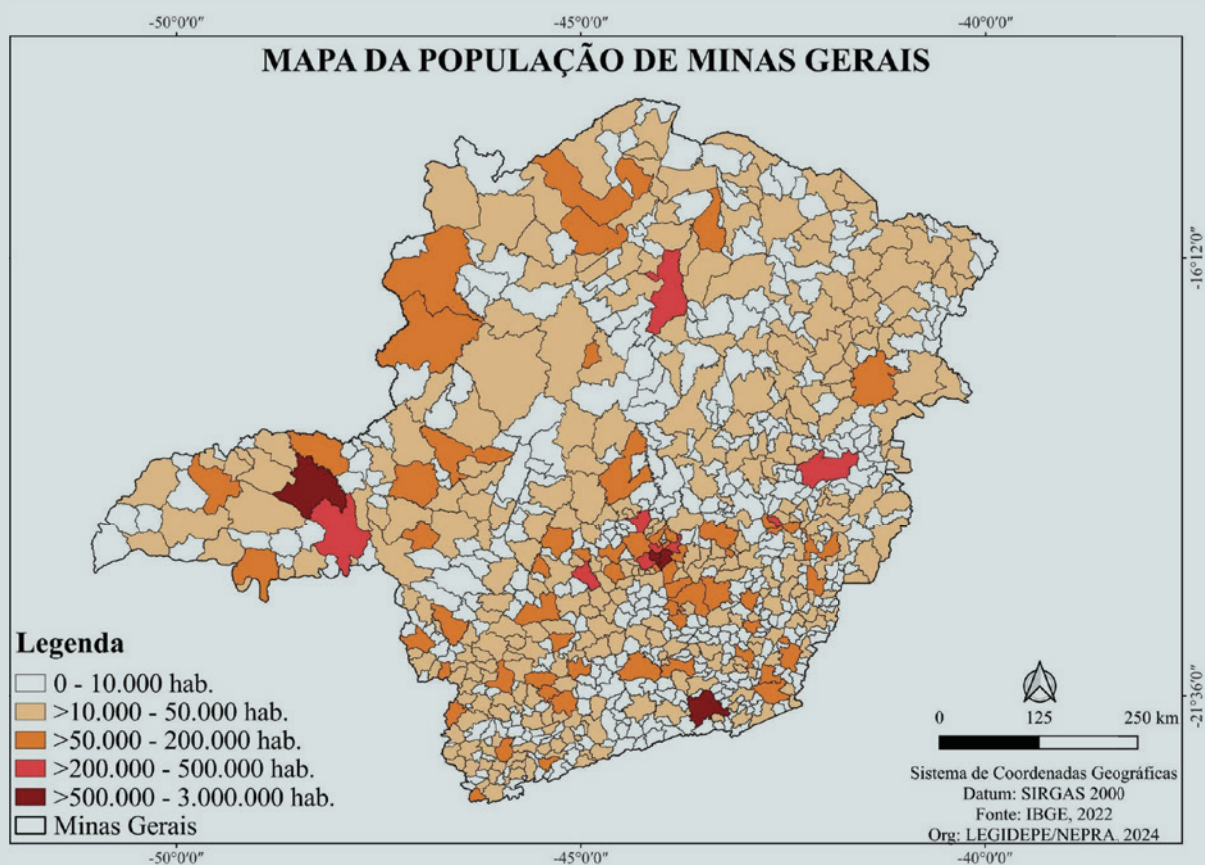 -50°0′0″ -45°0′0″ -40°0′0″
MAPA DA POPULAÇÃO DE MINAS GERAIS
-16°12′0″
Legenda
0 - 10.000 hab.
>10.000 - 50.000 hab.
>50.000 - 200.000 hab.
>200.000 - 500.000 hab.
>500.000 - 3.000.000 hab.
Minas Gerais
-21°36′0″
0 125 250 km
Sistema de Coordenadas Geográficas
Datum: SIRGAS 2000
Fonte: IBGE, 2022
Org: LEGIDEPE/NEPRA, 2024
-50°0′0″ -45°0′0″ -40°0′0″